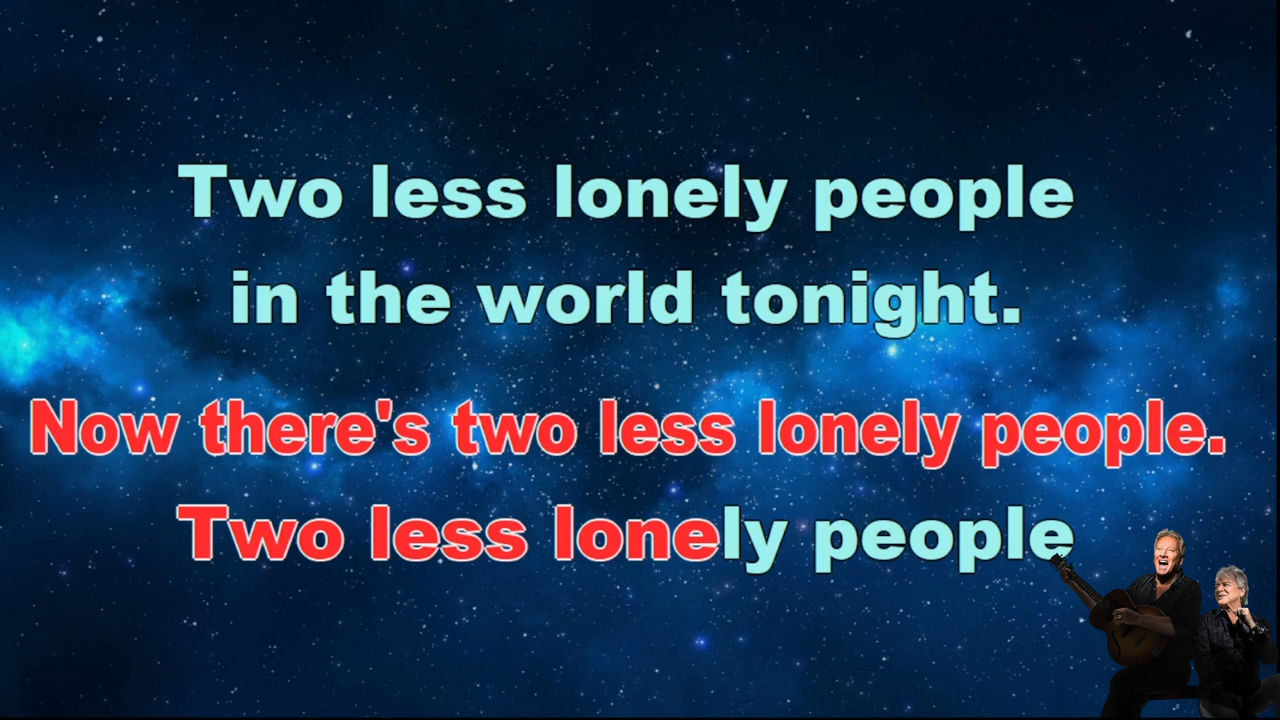 Two less lonely people
in the world tonight.
Now there's two less lonely people.
Two less lonely people